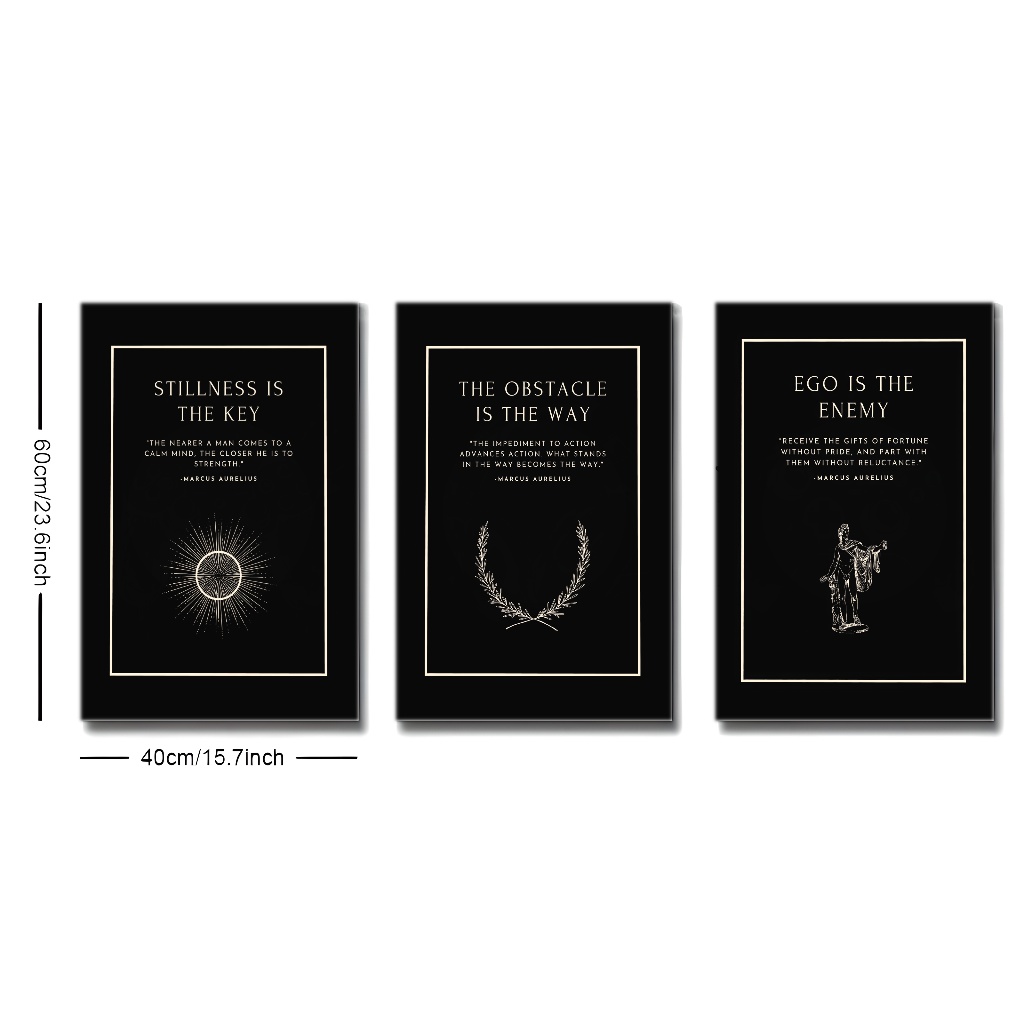 STILLNESS IS
THE KEY
"THE NEARER A MAN COMES TO A
CALM MIND, THE CLOSER HE IS TO
STRENGTH."
-MARCUS AURELIUS
THE OBSTACLE
IS THE WAY
"THE IMPEDIMENT TO ACTION
ADVANCES ACTION. WHAT STANDS
IN THE WAY BECOMES THE WAY."
-MARCUS AURELIUS
EGO IS THE
ENEMY
"RECEIVE THE GIFTS OF FORTUNE
WITHOUT PRIDE, AND PART WITH
THEM WITHOUT RELUCTANCE."
-MARCUS AURELIUS
60cm/23.6inch
40cm/15.7inch